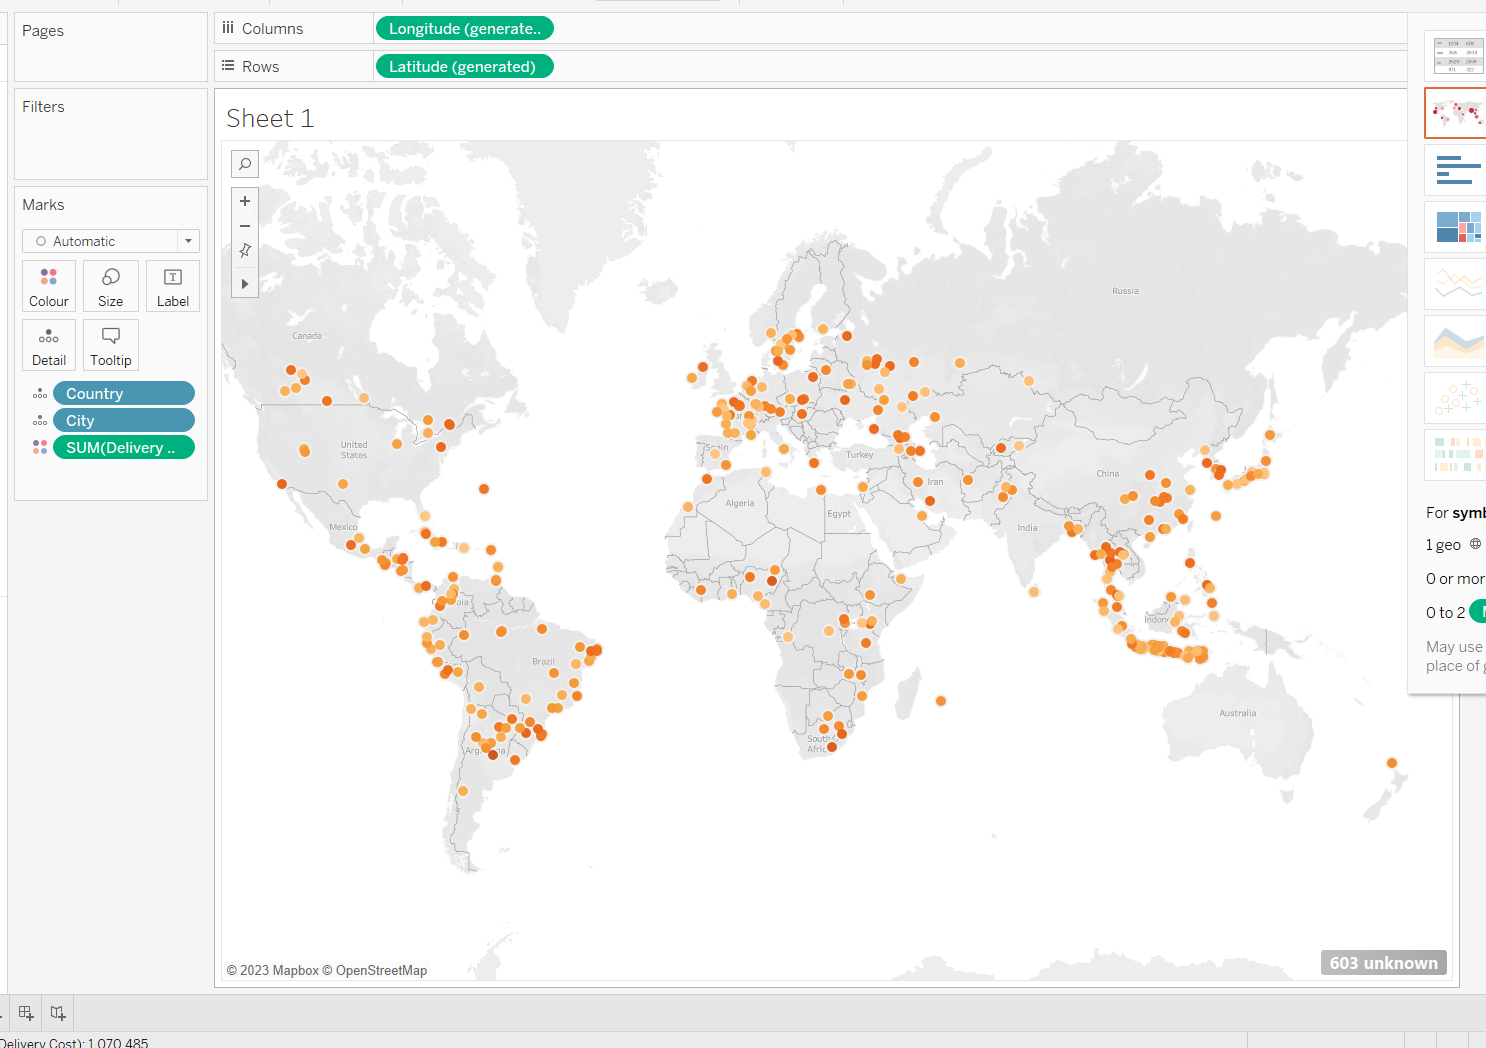 Pages
Filters
Marks
Automatic
Colour
Size
Label
Detail
Tooltip
Country
City
SUM(Delivery ..
Columns
Longitude (generate..
Rows
Latitude (generated)
Sheet 1
Canada
United
States
Mexico
Brazil
Russia
Turkey
Iran
Algeria
Egypt
China
India
Australia
South
© 2023 Mapbox © OpenStreetMap
603 unknown
For symb
1 geo
0 or mor
0 to 2
May use
place of g
Delivery Cost): 1,070,485